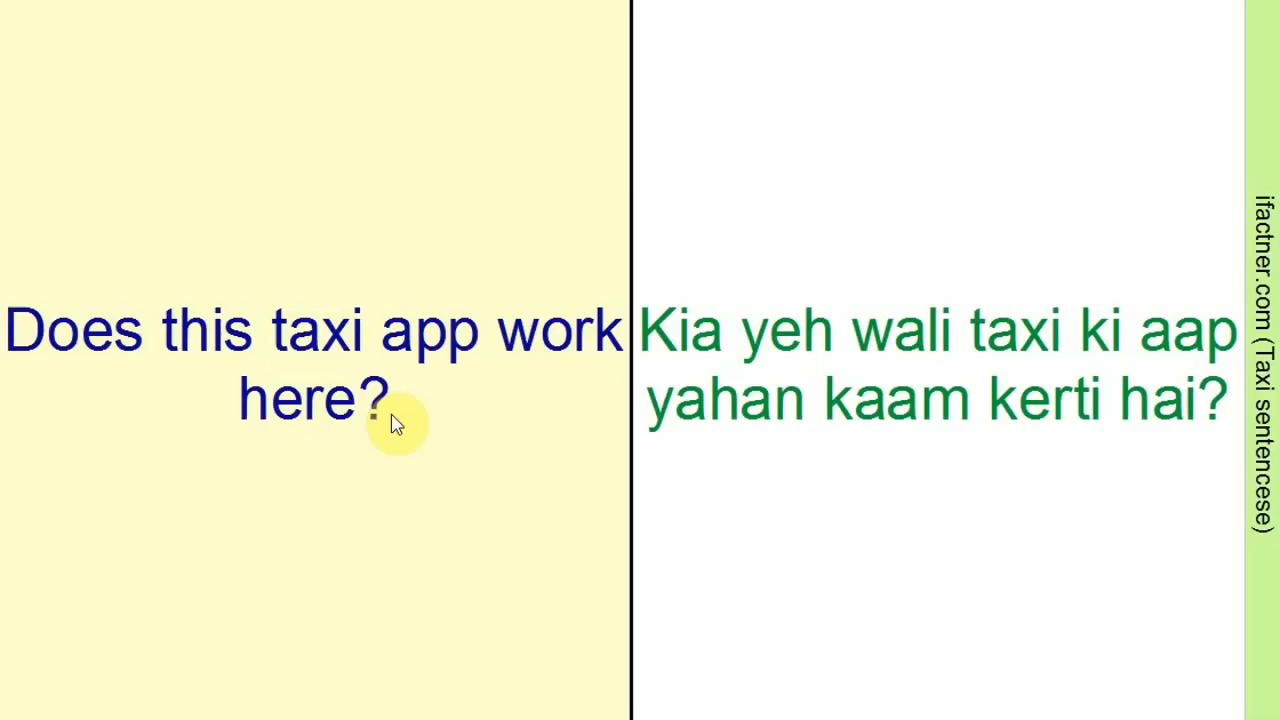 Does this taxi app work
here?
Kia yeh wali taxi ki aap
yahan kaam kerti hai?
ifactner.com (Taxi sentencese)